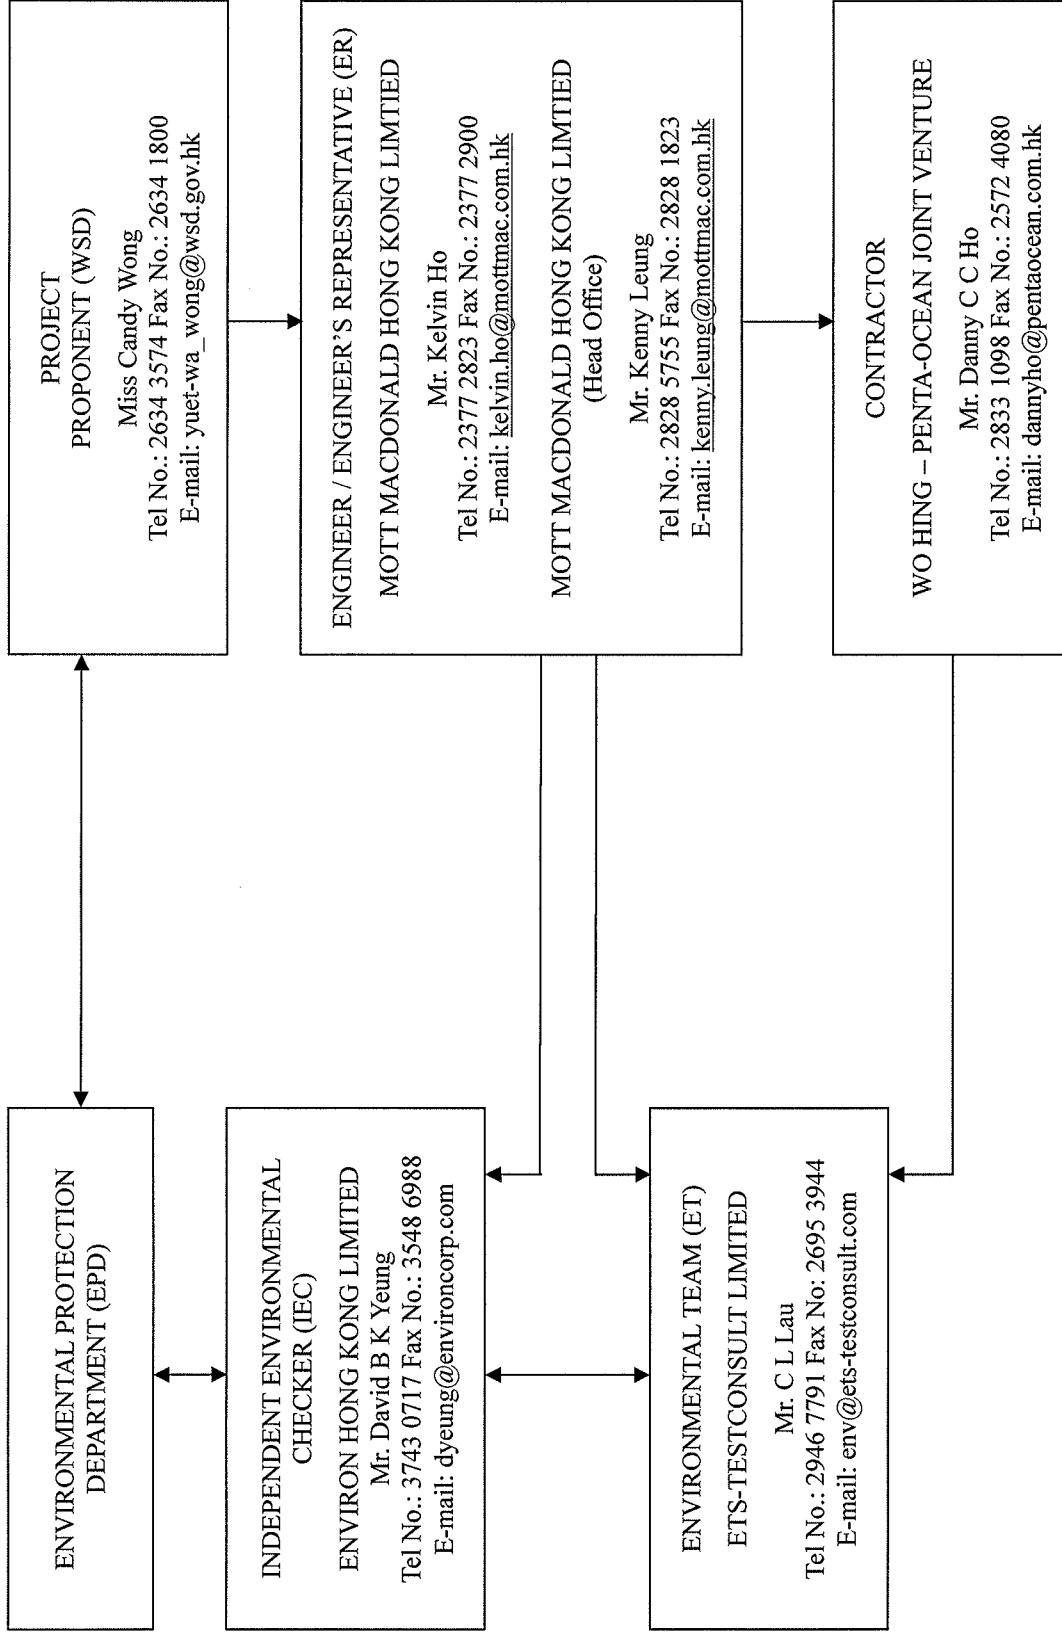 ENVIRONMENTAL PROTECTION
DEPARTMENT (EPD)
PROJECT
PROPONENT (WSD)
Miss Candy Wong
Tel No.: 2634 3574 Fax No.: 2634 1800
E-mail: yuet-wa_wong@wsd.gov.hk
INDEPENDENT ENVIRONMENTAL
CHECKER (IEC)
ENVIRON HONG KONG LIMITED
Mr. David B K Yeung
Tel No.: 3743 0717 Fax No.: 3548 6988
E-mail: dyeung@environcorp.com
ENGINEER / ENGINEER'S REPRESENTATIVE (ER)
MOTT MACDONALD HONG KONG LIMTIED
Mr. Kelvin Ho
Tel No.: 2377 2823 Fax No.: 2377 2900
E-mail: kelvin.ho@mottmac.com.hk
MOTT MACDONALD HONG KONG LIMTIED
(Head Office)
Mr. Kenny Leung
Tel No.: 2828 5755 Fax No.: 2828 1823
E-mail: kenny.leung@mottmac.com.hk
ENVIRONMENTAL TEAM (ET)
ETS-TESTCONSULT LIMITED
Mr. C L Lau
Tel No.: 2946 7791 Fax No: 2695 3944
E-mail: env@ets-testconsult.com
CONTRACTOR
WO HING – PENTA-OCEAN JOINT VENTURE
Mr. Danny C C Ho
Tel No.: 2833 1098 Fax No.: 2572 4080
E-mail: dannyho@pentaocean.com.hk